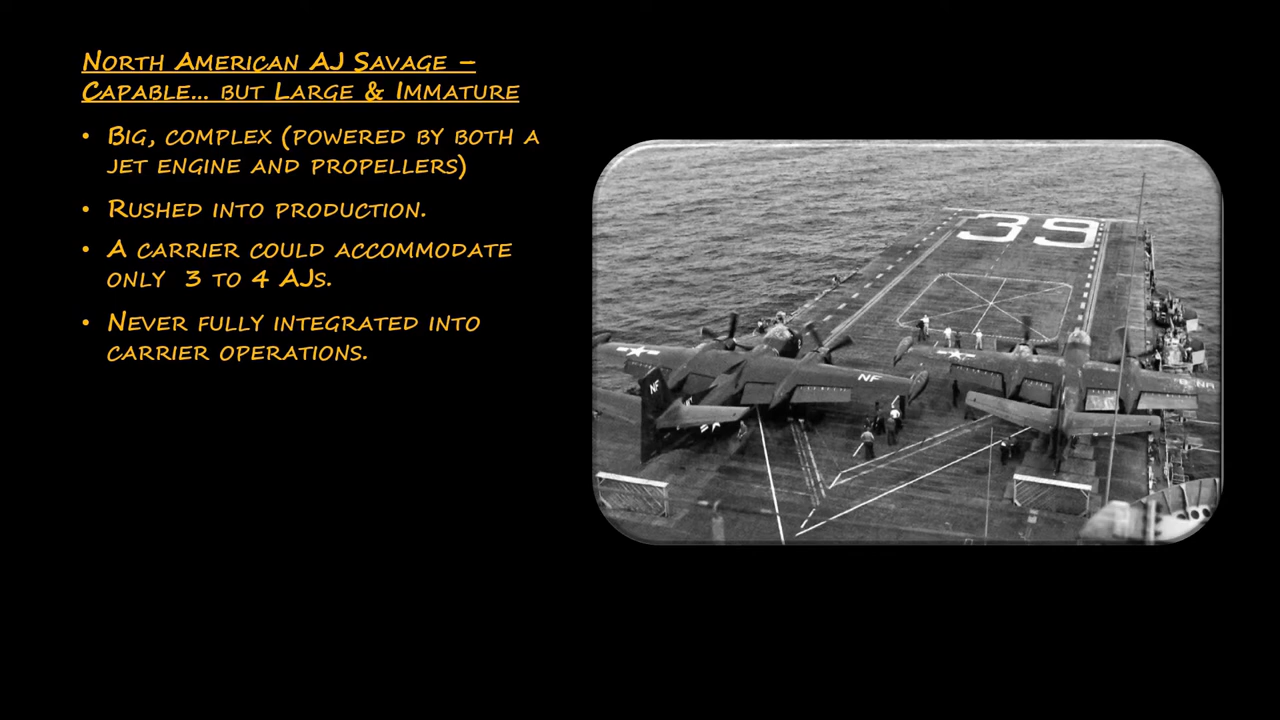 North American AJ Savage –
Capable... but Large & Immature
• Big, complex (powered by both a
jet engine and propellers)
• Rushed into production.
• A carrier could accommodate
only 3 to 4 AJs.
• Never fully integrated into
carrier operations.
39
NF
NF